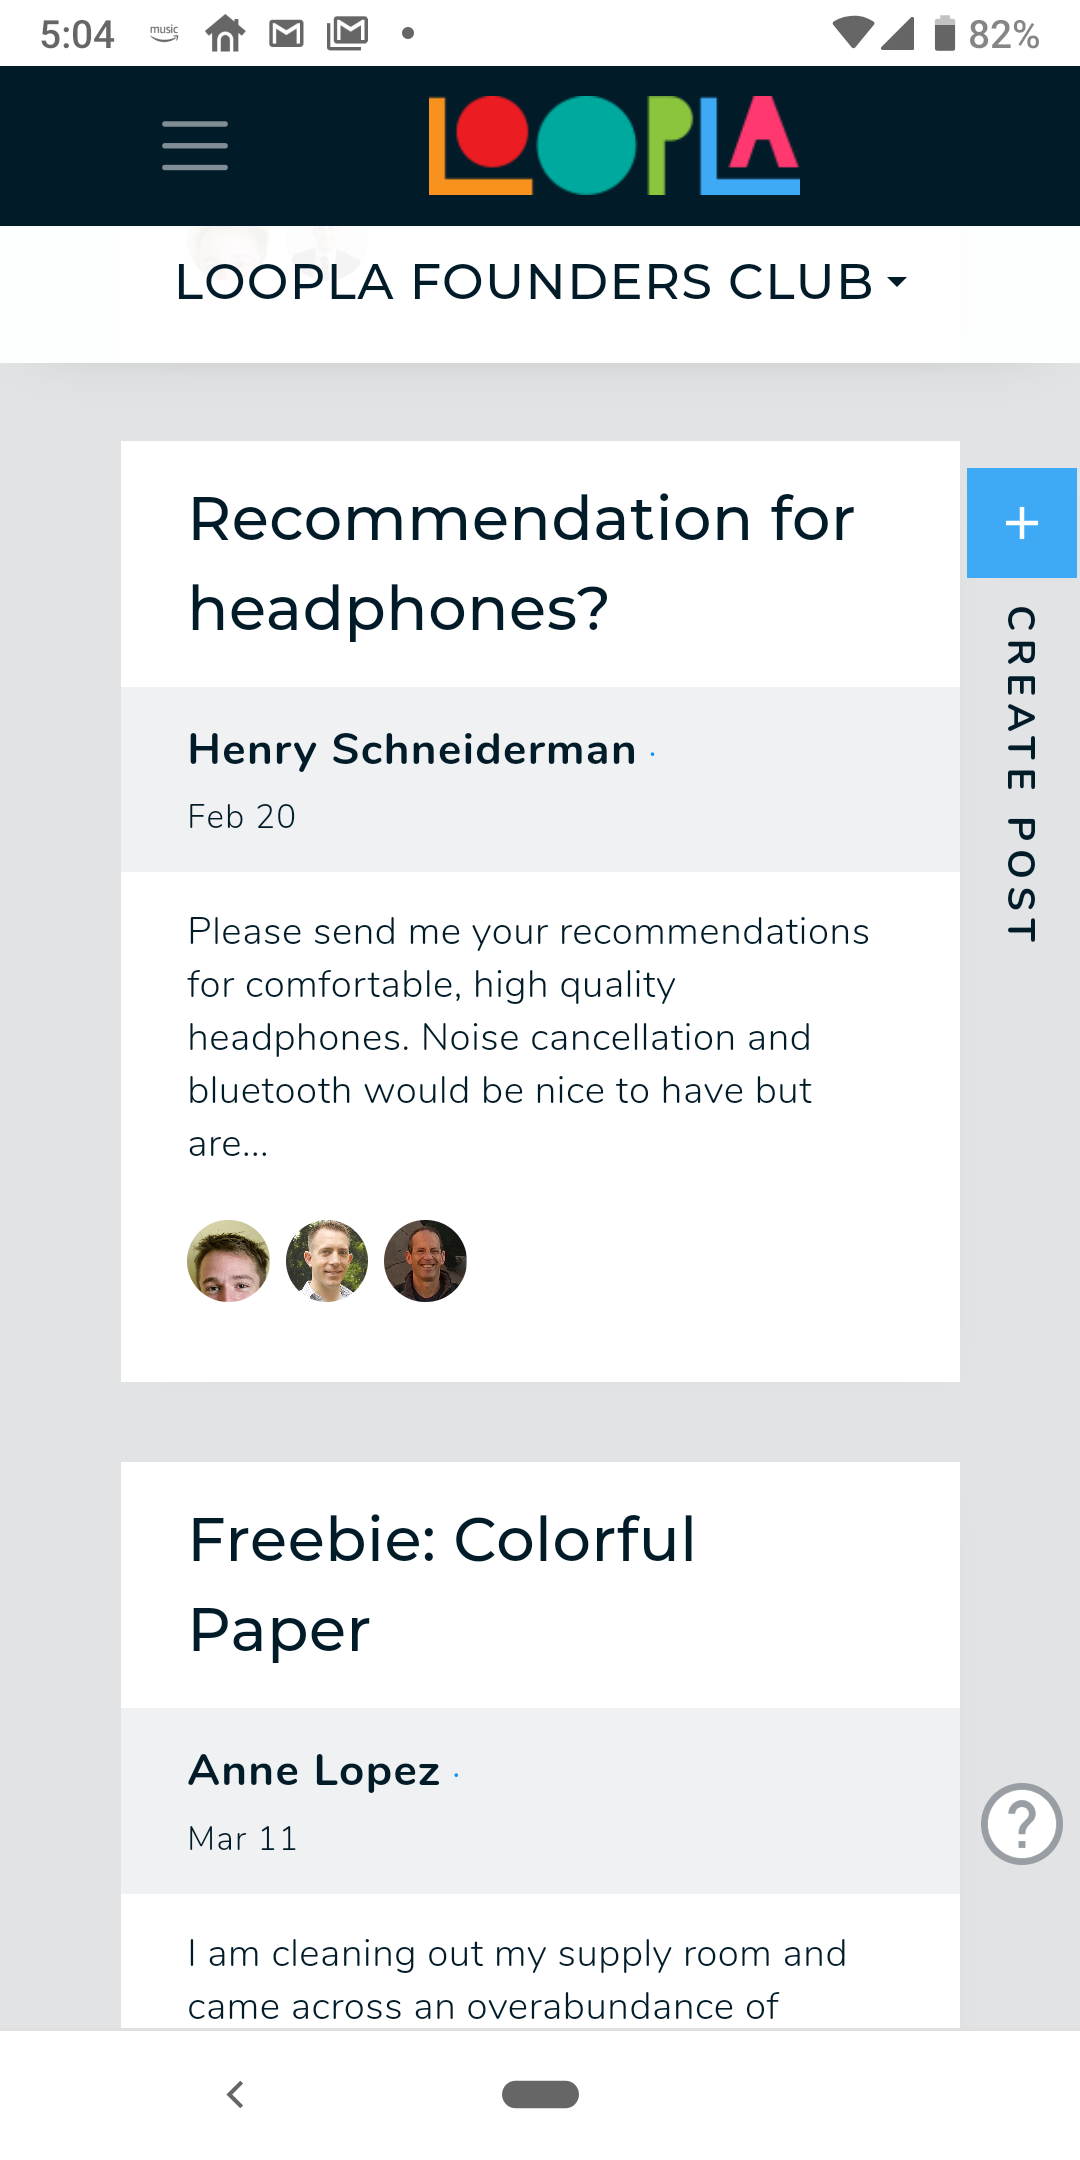 5:04
music
82%
LOOPLA
LOOPLA FOUNDERS CLUB
Recommendation for
headphones?
+
CREATE POST
Henry Schneiderman ·
Feb 20
Please send me your recommendations
for comfortable, high quality
headphones. Noise cancellation and
bluetooth would be nice to have but
are...
Freebie: Colorful
Paper
Anne Lopez ·
Mar 11
?
I am cleaning out my supply room and
came across an overabundance of